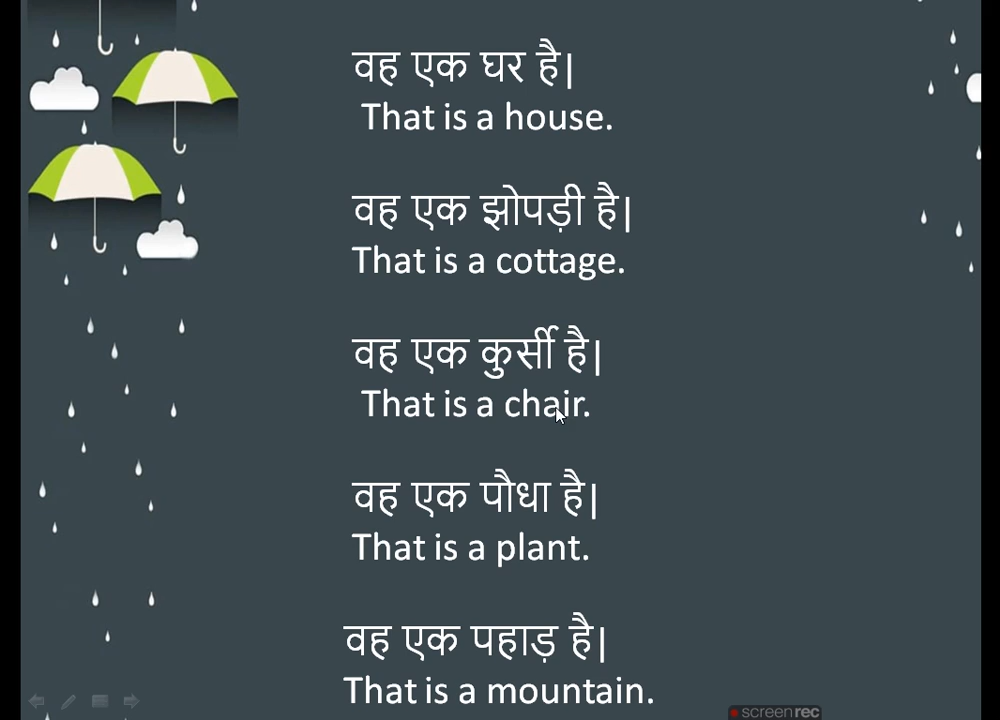 वह एक घर है|
That is a house.
वह एक झोपड़ी है|
That is a cottage.
वह एक कुर्सी है|
That is a chair.
वह एक पौधा है|
That is a plant.
वह एक पहाड़ है|
That is a mountain.
screenrec